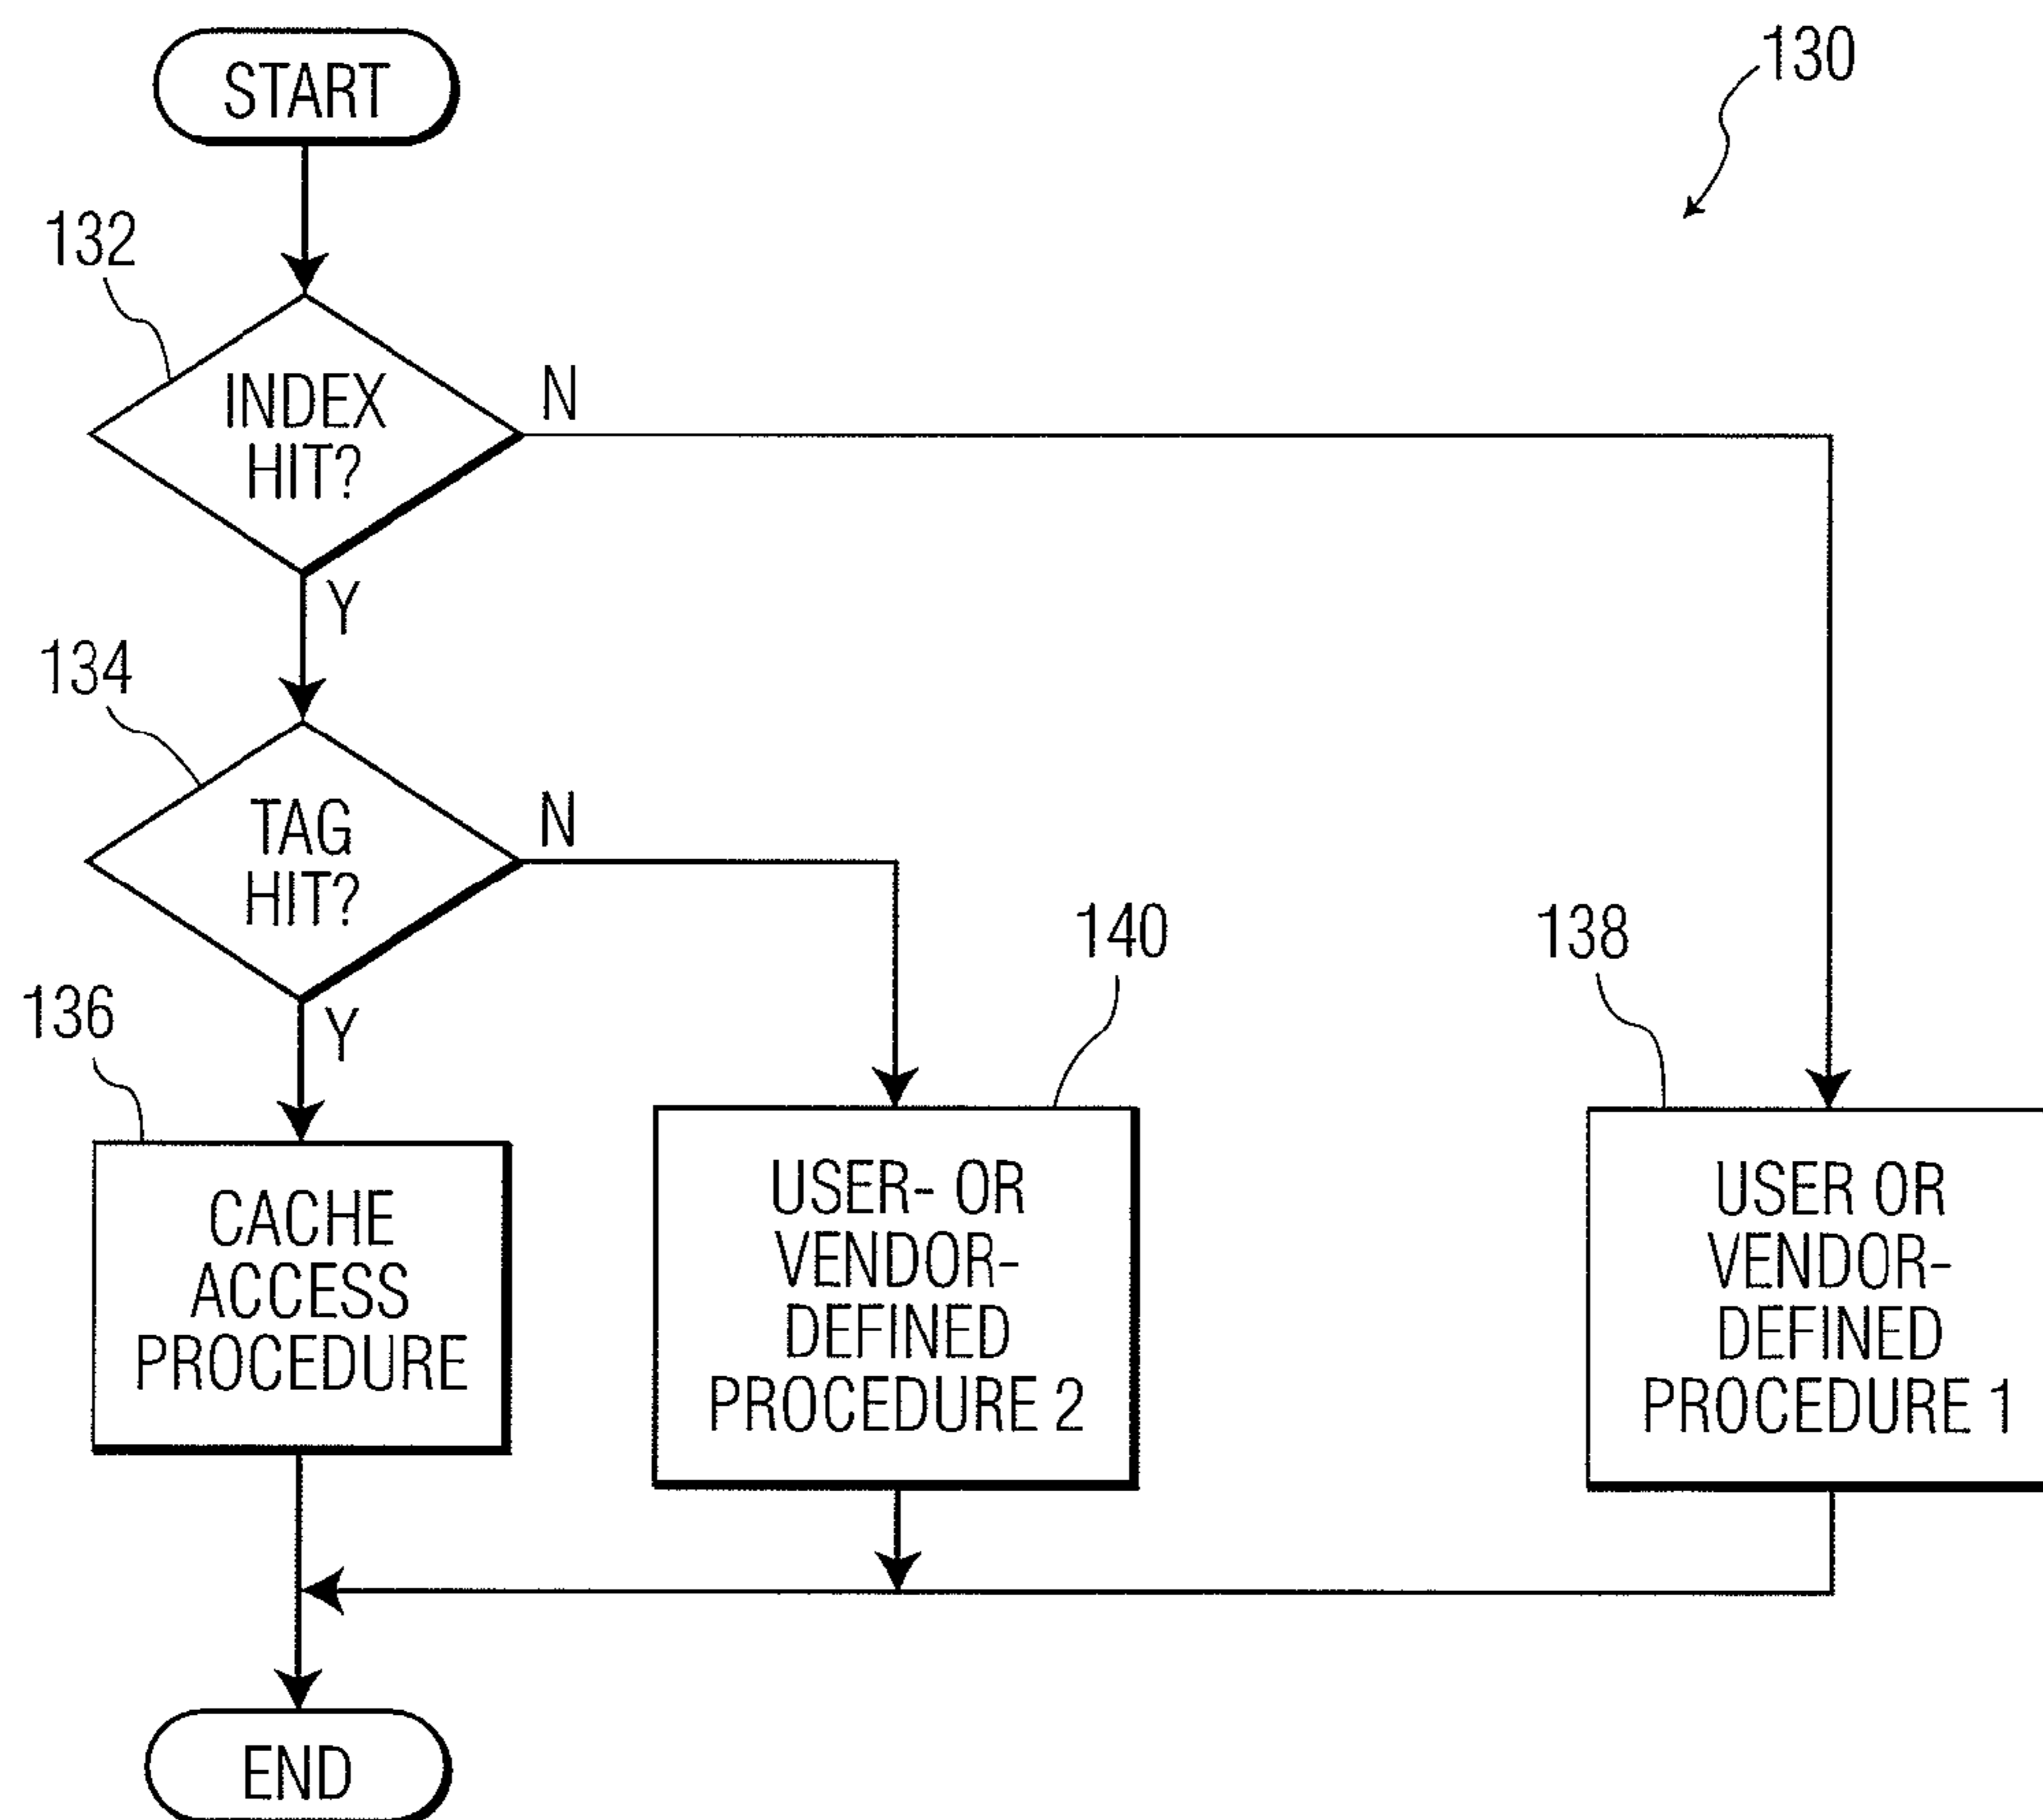 START
130
132
INDEX
HIT?
N
Y
134
TAG
HIT?
N
Y
136
140
138
CACHE
ACCESS
PROCEDURE
USER- OR
VENDOR-
DEFINED
PROCEDURE 2
USER OR
VENDOR-
DEFINED
PROCEDURE 1
END